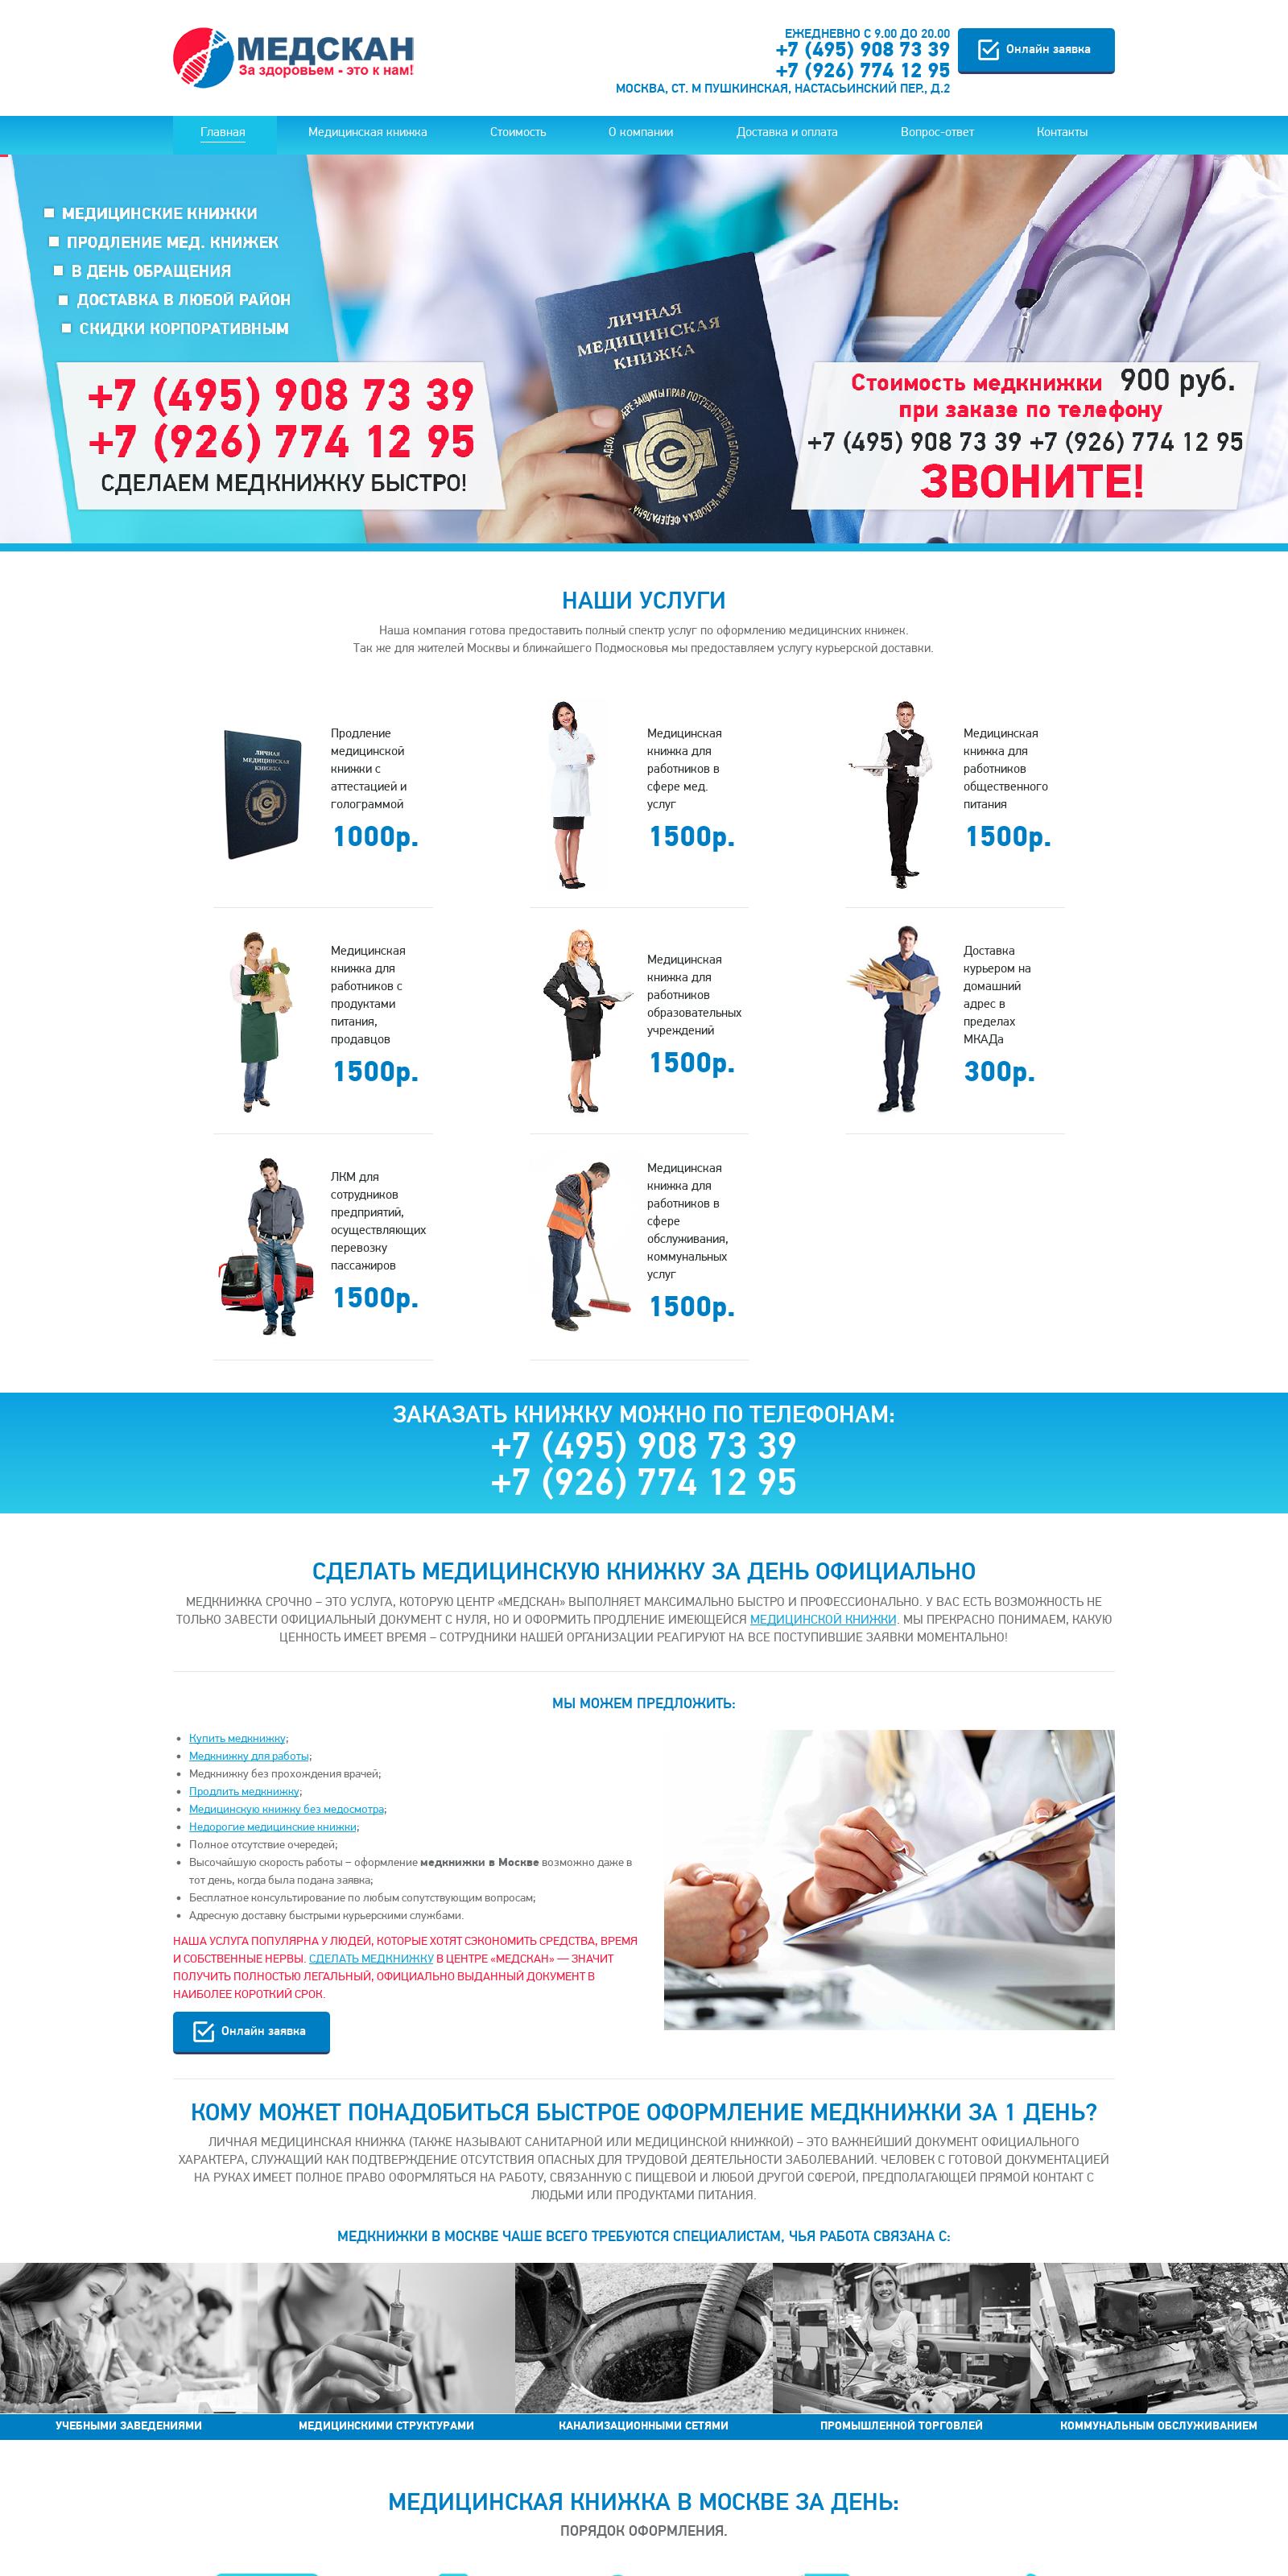 МЕДСКАН
За здоровьем - это к нам!
ЕЖЕДНЕВНО С 9.00 ДО 20.00
+7 (495) 908 73 39
+7 (926) 774 12 95
МОСКВА, СТ. М ПУШКИНСКАЯ, НАСТАСЬИНСКИЙ ПЕР., Д.2
Онлайн заявка
Главная
Медицинская книжка
Стоимость
О компании
Доставка и оплата
Вопрос-ответ
Контакты
МЕДИЦИНСКИЕ КНИЖКИ
ПРОДЛЕНИЕ МЕД. КНИЖЕК
В ДЕНЬ ОБРАЩЕНИЯ
ДОСТАВКА В ЛЮБОЙ РАЙОН
СКИДКИ КОРПОРАТИВНЫМ
+7 (495) 908 73 39
+7 (926) 774 12 95
СДЕЛАЕМ МЕДКНИЖКУ БЫСТРО!
ЛИЧНАЯ
МЕДИЦИНСКАЯ
КНИЖКА
Стоимость медкнижки 900 руб.
при заказе по телефону
+7 (495) 908 73 39 +7 (926) 774 12 95
ЗВОНИТЕ!
НАШИ УСЛУГИ
Наша компания готова предоставить полный спектр услуг по оформлению медицинских книжек.
Так же для жителей Москвы и ближайшего Подмосковья мы предоставляем услугу курьерской доставки.
ЛИЧНАЯ
МЕДИЦИНСКАЯ
КНИЖКА
Продление
медицинской
книжки с
аттестацией и
голограммой
1000р.
Медицинская
книжка для
работников в
сфере мед.
услуг
1500р.
Медицинская
книжка для
работников
общественного
питания
1500р.
Медицинская
книжка для
работников с
продуктами
питания,
продавцов
1500р.
Медицинская
книжка для
работников
образовательных
учреждений
1500р.
Доставка
курьером на
домашний
адрес в
пределах
МКАДа
300р.
ЛКМ для
сотрудников
предприятий,
осуществляющих
перевозку
пассажиров
1500р.
Медицинская
книжка для
работников в
сфере
обслуживания,
коммунальных
услуг
1500р.
ЗАКАЗАТЬ КНИЖКУ МОЖНО ПО ТЕЛЕФОНАМ:
+7 (495) 908 73 39
+7 (926) 774 12 95
СДЕЛАТЬ МЕДИЦИНСКУЮ КНИЖКУ ЗА ДЕНЬ ОФИЦИАЛЬНО
МЕДКНИЖКА СРОЧНО – ЭТО УСЛУГА, КОТОРУЮ ЦЕНТР «МЕДСКАН» ВЫПОЛНЯЕТ МАКСИМАЛЬНО БЫСТРО И ПРОФЕССИОНАЛЬНО. У ВАС ЕСТЬ ВОЗМОЖНОСТЬ НЕ
ТОЛЬКО ЗАВЕСТИ ОФИЦИАЛЬНЫЙ ДОКУМЕНТ С НУЛЯ, НО И ОФОРМИТЬ ПРОДЛЕНИЕ ИМЕЮЩЕЙСЯ МЕДИЦИНСКОЙ КНИЖКИ. МЫ ПРЕКРАСНО ПОНИМАЕМ, КАКУЮ
ЦЕННОСТЬ ИМЕЕТ ВРЕМЯ – СОТРУДНИКИ НАШЕЙ ОРГАНИЗАЦИИ РЕАГИРУЮТ НА ВСЕ ПОСТУПИВШИЕ ЗАЯВКИ МОМЕНТАЛЬНО!
МЫ МОЖЕМ ПРЕДЛОЖИТЬ:
Купить медкнижку;
Медкнижку для работы;
Медкнижку без прохождения врачей;
Продлить медкнижку;
Медицинскую книжку без медосмотра;
Недорогие медицинские книжки;
Полное отсутствие очередей;
Высочайшую скорость работы – оформление медкнижки в Москве возможно даже в
тот день, когда была подана заявка;
Бесплатное консультирование по любым сопутствующим вопросам;
Адресную доставку быстрыми курьерскими службами.
НАША УСЛУГА ПОПУЛЯРНА У ЛЮДЕЙ, КОТОРЫЕ ХОТЯТ СЭКОНОМИТЬ СРЕДСТВА, ВРЕМЯ
И СОБСТВЕННЫЕ НЕРВЫ. СДЕЛАТЬ МЕДКНИЖКУ В ЦЕНТРЕ «МЕДСКАН» — ЗНАЧИТ
ПОЛУЧИТЬ ПОЛНОСТЬЮ ЛЕГАЛЬНЫЙ, ОФИЦИАЛЬНО ВЫДАННЫЙ ДОКУМЕНТ В
НАИБОЛЕЕ КОРОТКИЙ СРОК.
Онлайн заявка
КОМУ МОЖЕТ ПОНАДОБИТЬСЯ БЫСТРОЕ ОФОРМЛЕНИЕ МЕДКНИЖКИ ЗА 1 ДЕНЬ?
ЛИЧНАЯ МЕДИЦИНСКАЯ КНИЖКА (ТАКЖЕ НАЗЫВАЮТ САНИТАРНОЙ ИЛИ МЕДИЦИНСКОЙ КНИЖКОЙ) – ЭТО ВАЖНЕЙШИЙ ДОКУМЕНТ ОФИЦИАЛЬНОГО
ХАРАКТЕРА, СЛУЖАЩИЙ КАК ПОДТВЕРЖДЕНИЕ ОТСУТСТВИЯ ОПАСНЫХ ДЛЯ ТРУДОВОЙ ДЕЯТЕЛЬНОСТИ ЗАБОЛЕВАНИЙ. ЧЕЛОВЕК С ГОТОВОЙ ДОКУМЕНТАЦИЕЙ
НА РУКАХ ИМЕЕТ ПОЛНОЕ ПРАВО ОФОРМЛЯТЬСЯ НА РАБОТУ, СВЯЗАННУЮ С ПИЩЕВОЙ И ЛЮБОЙ ДРУГОЙ СФЕРОЙ, ПРЕДПОЛАГАЮЩЕЙ ПРЯМОЙ КОНТАКТ С
ЛЮДЬМИ ИЛИ ПРОДУКТАМИ ПИТАНИЯ.
МЕДКНИЖКИ В МОСКВЕ ЧАШЕ ВСЕГО ТРЕБУЮТСЯ СПЕЦИАЛИСТАМ, ЧЬЯ РАБОТА СВЯЗАНА С:
УЧЕБНЫМИ ЗАВЕДЕНИЯМИ
МЕДИЦИНСКИМИ СТРУКТУРАМИ
КАНАЛИЗАЦИОННЫМИ СЕТЯМИ
ПРОМЫШЛЕННОЙ ТОРГОВЛЕЙ
КОММУНАЛЬНЫМ ОБСЛУЖИВАНИЕМ
МЕДИЦИНСКАЯ КНИЖКА В МОСКВЕ ЗА ДЕНЬ:
ПОРЯДОК ОФОРМЛЕНИЯ.